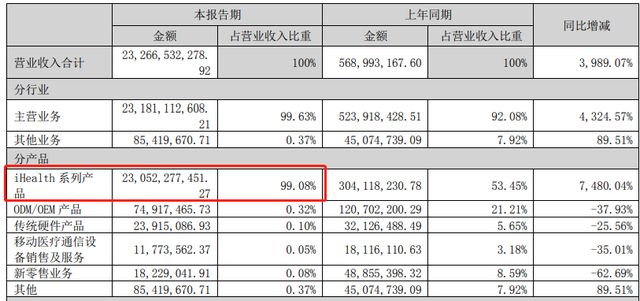 本报告期 上年同期 同比增减
金额 占营业收入比重 金额 占营业收入比重
营业收入合计 23,266,532,278.92 100% 568,993,167.60 100% 3,989.07%
分行业
主营业务 23,181,112,608.21 99.63% 523,918,428.51 92.08% 4,324.57%
其他业务 85,419,670.71 0.37% 45,074,739.09 7.92% 89.51%
分产品
iHealth 系列产品 23,052,277,451.27 99.08% 304,118,230.78 53.45% 7,480.04%
ODM/OEM 产品 74,917,465.73 0.32% 120,702,200.29 21.21% -37.93%
传统硬件产品 23,915,086.93 0.10% 32,126,488.49 5.65% -25.56%
移动医疗通信设备销售及服务 11,773,562.37 0.05% 18,116,110.63 3.18% -35.01%
新零售业务 18,229,041.91 0.08% 48,855,398.32 8.59% -62.69%
其他 85,419,670.71 0.37% 45,074,739.09 7.92% 89.51%